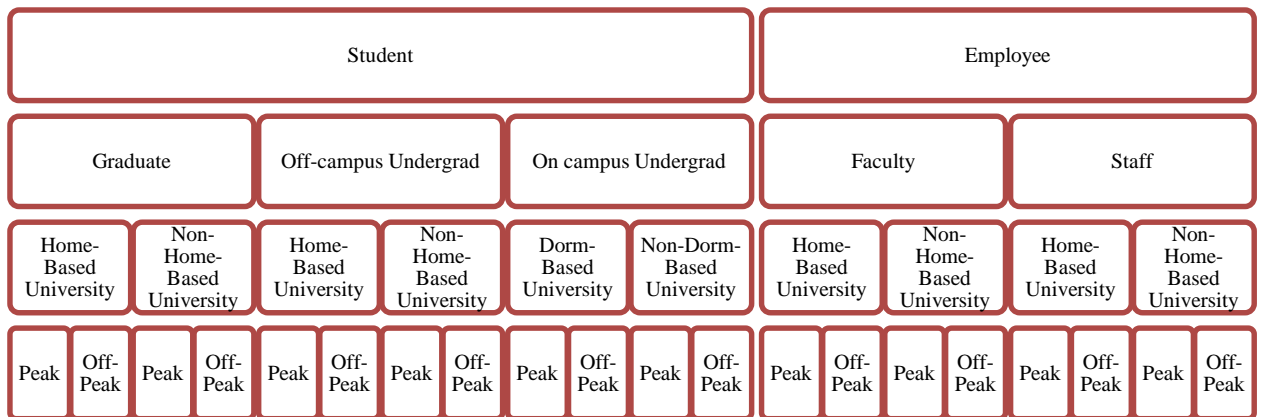 Student
Employee
Graduate
Off-campus Undergrad
On campus Undergrad
Faculty
Staff
Home-
Based
University
Non-
Home-
Based
University
Home-
Based
University
Non-
Home-
Based
University
Dorm-
Based
University
Non-Dorm-
Based
University
Home-
Based
University
Non-
Home-
Based
University
Home-
Based
University
Non-
Home-
Based
University
Peak
Off-
Peak
Peak
Off-
Peak
Peak
Off-
Peak
Peak
Off-
Peak
Peak
Off-
Peak
Peak
Off-
Peak
Peak
Off-
Peak
Peak
Off-
Peak
Peak
Off-
Peak
Peak
Off-
Peak